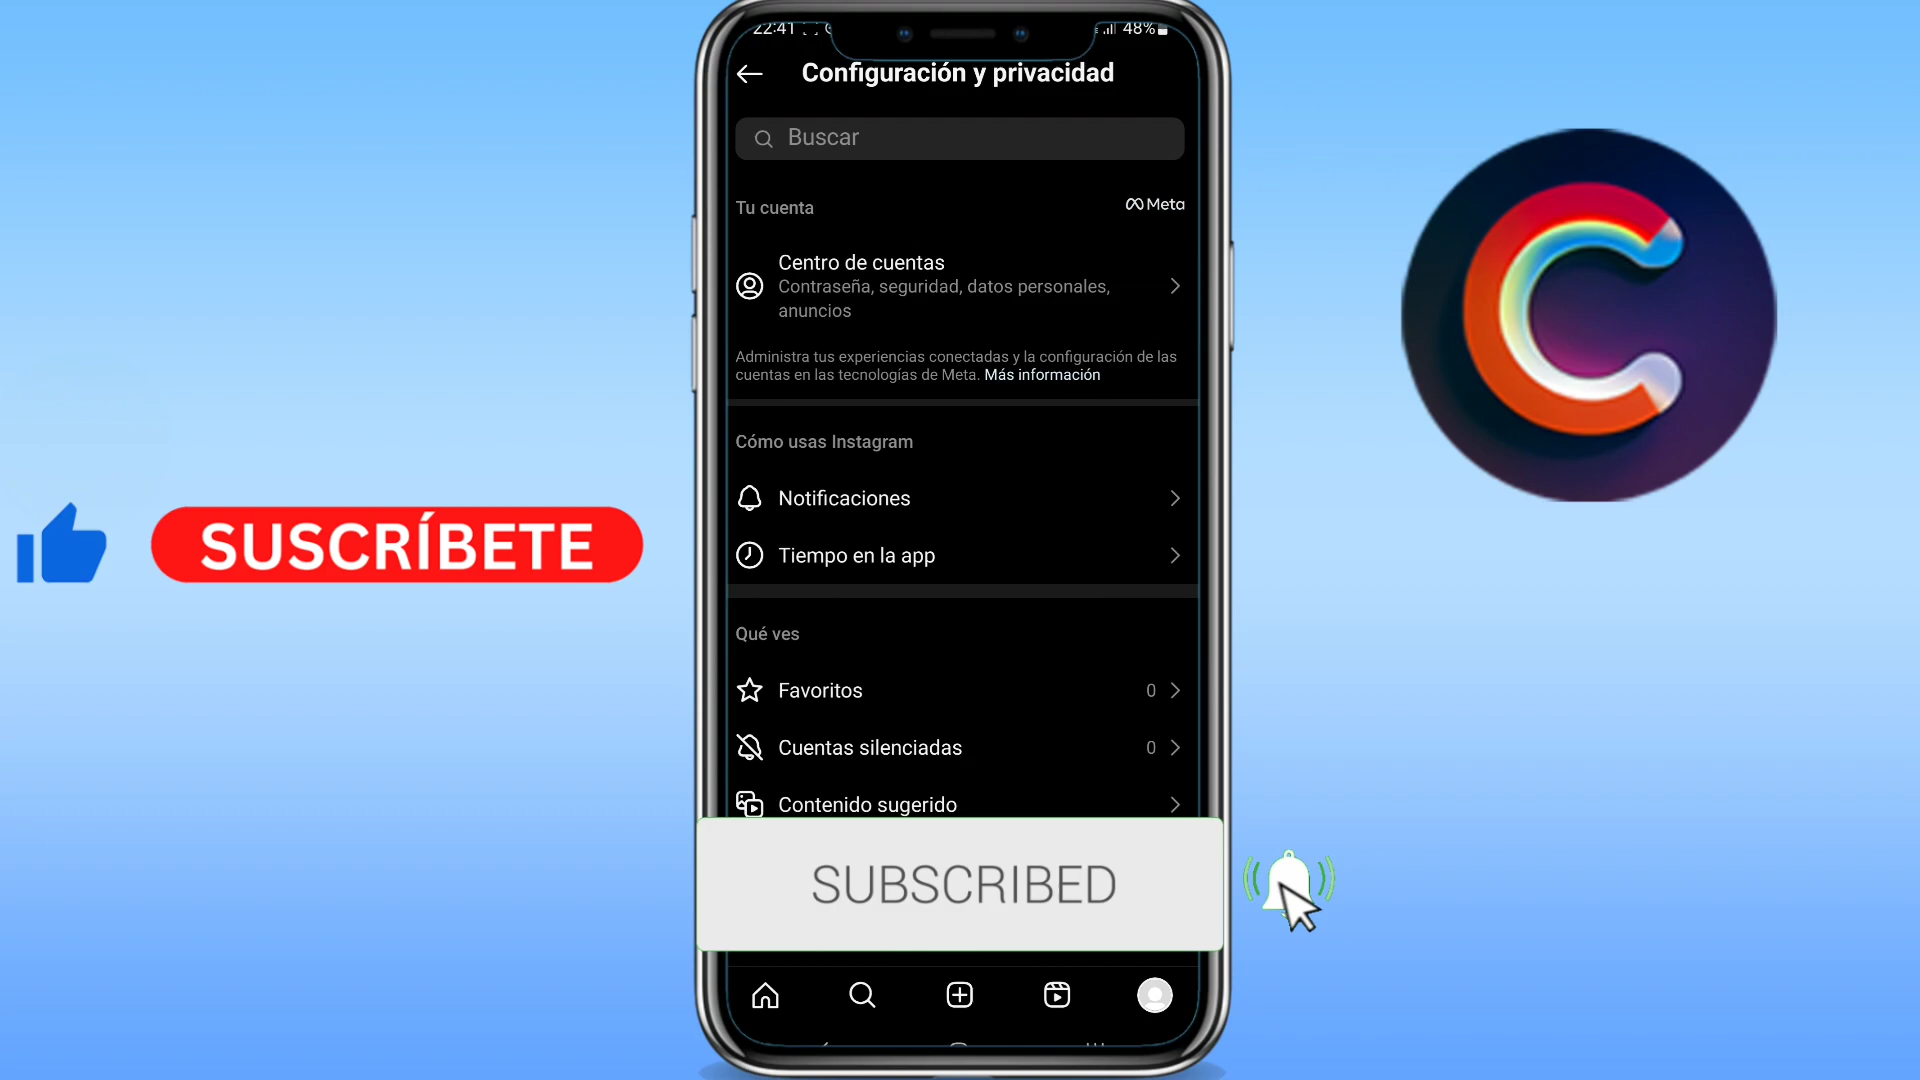 22:41
48%
Configuración y privacidad
Buscar
Tu cuenta
Meta
Centro de cuentas
Contraseña, seguridad, datos personales,
anuncios
Administra tus experiencias conectadas y la configuración de las
cuentas en las tecnologías de Meta. Más información
Cómo usas Instagram
Notificaciones
Tiempo en la app
Qué ves
Favoritos 0
Cuentas silenciadas 0
Contenido sugerido
SUSCRÍBETE
C
SUBSCRIBED